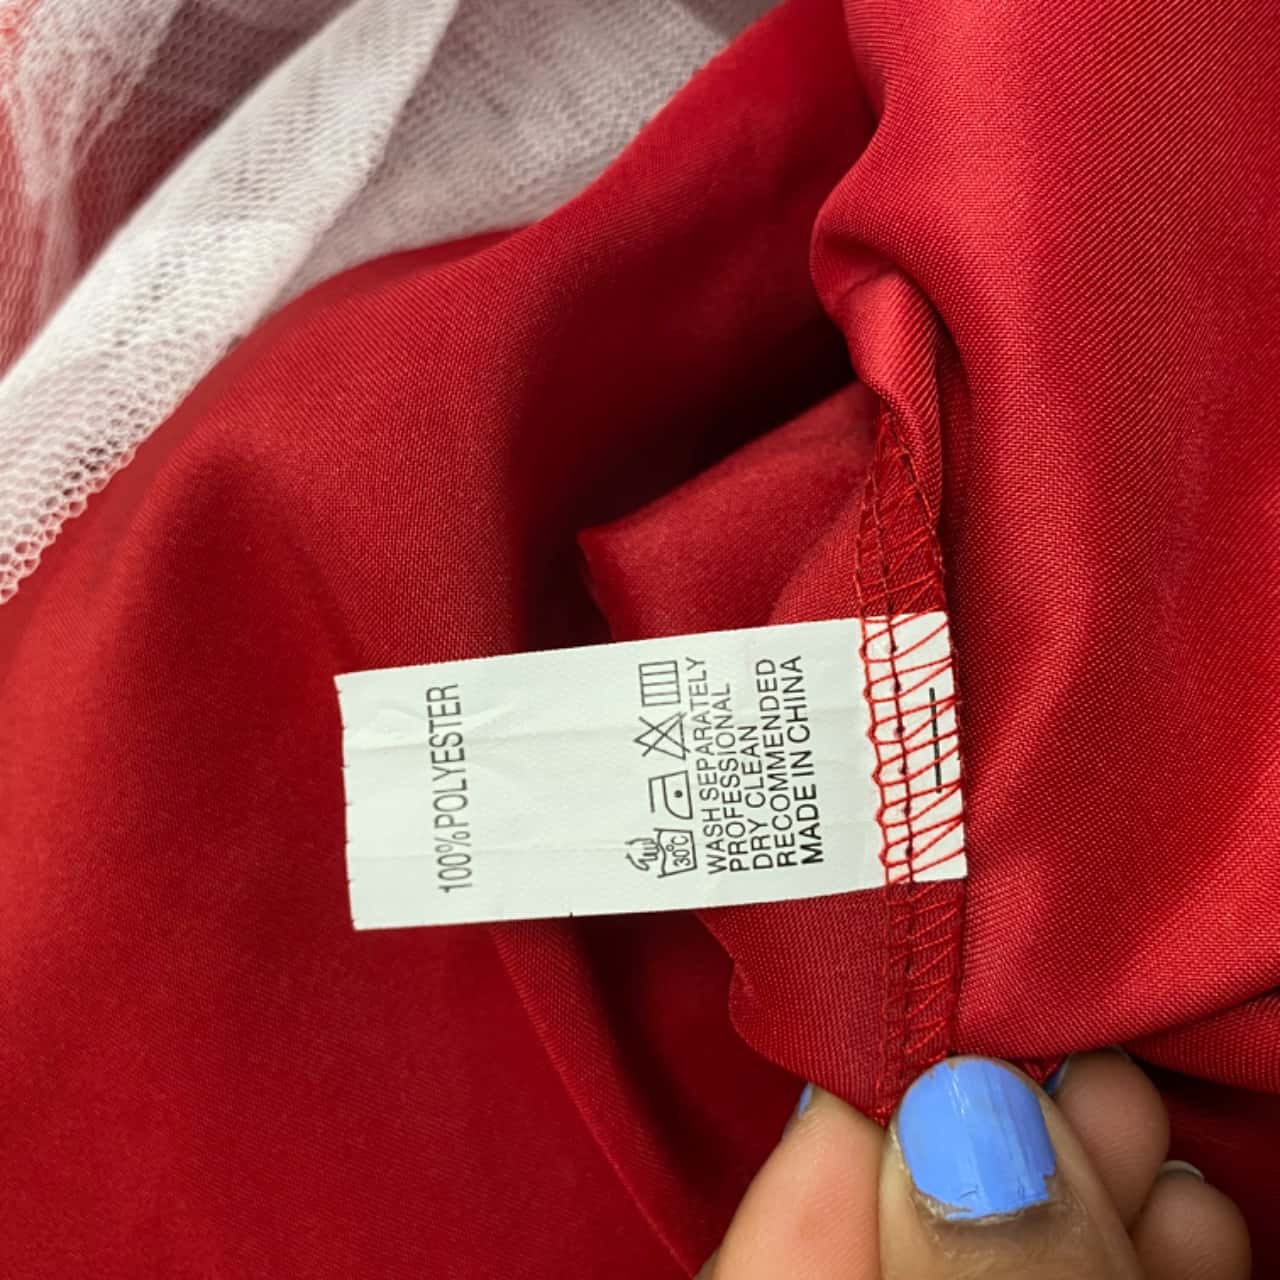 100%POLYESTER
30°C
WASH SEPARATELY
PROFESSIONAL
DRY CLEAN
RECOMMENDED
MADE IN CHINA